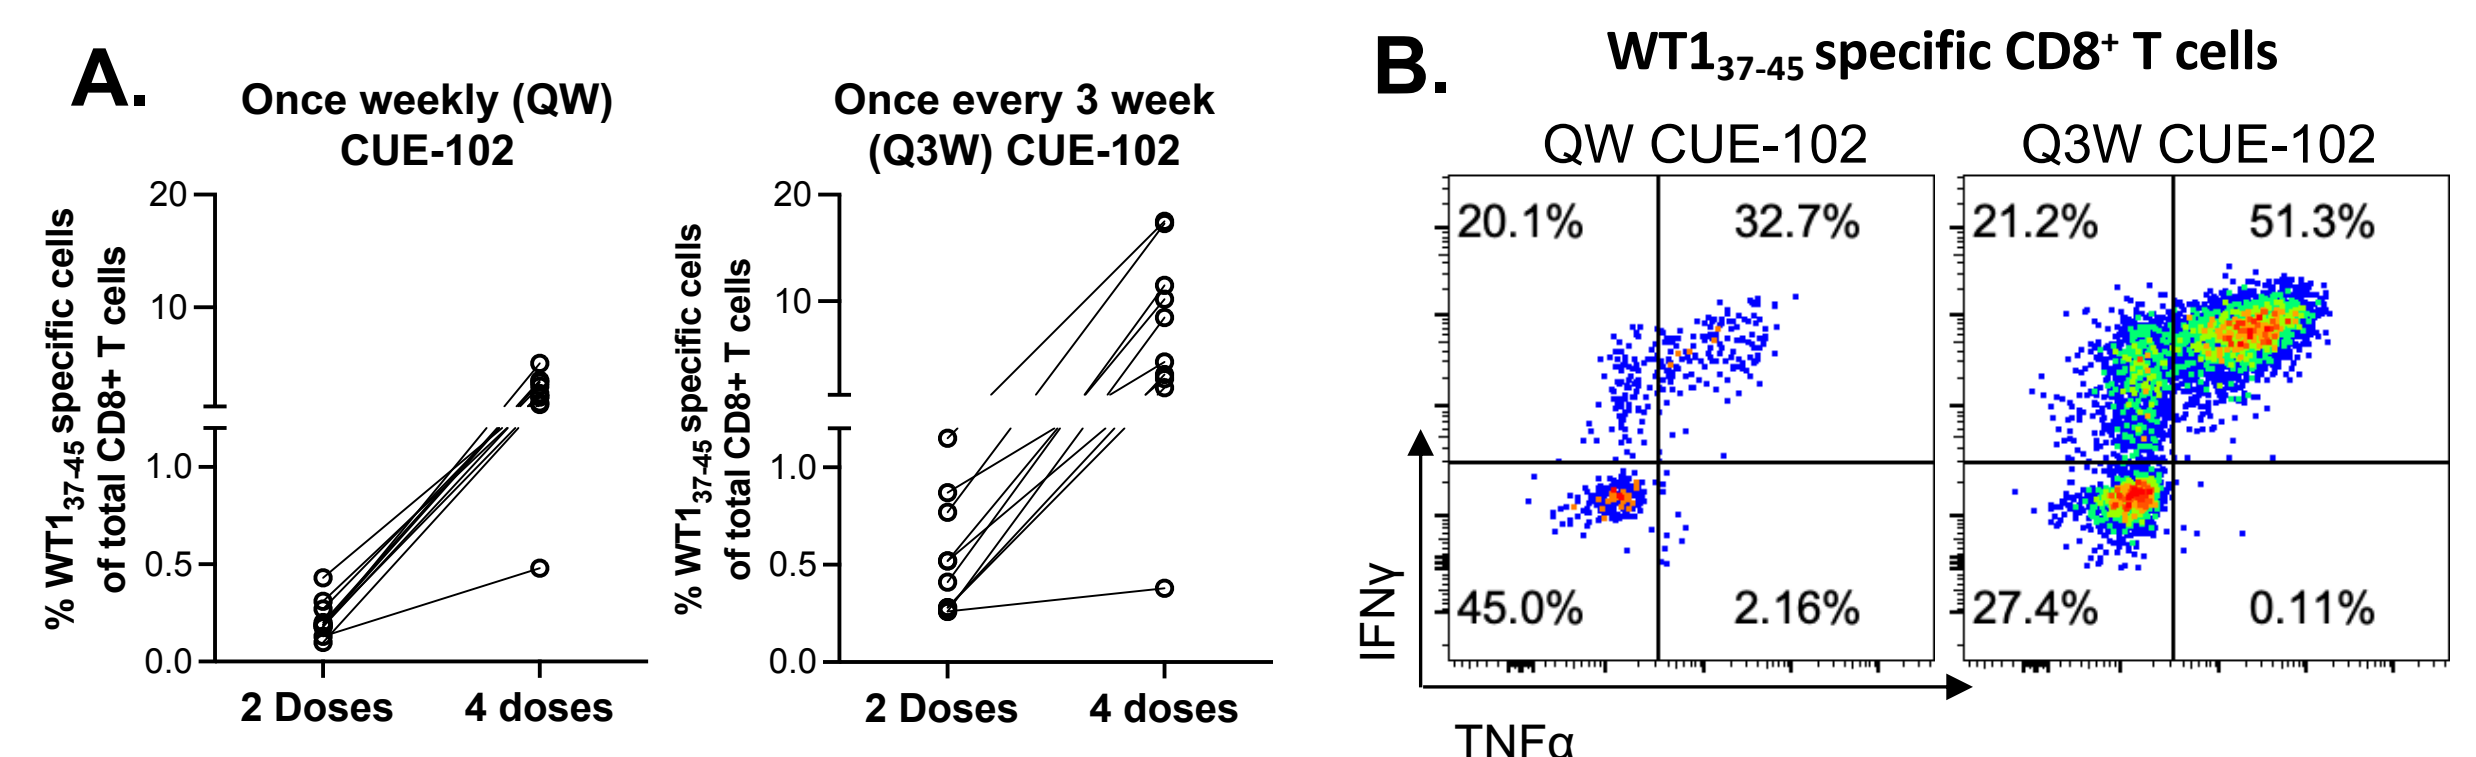 A.
Once weekly (QW)
CUE-102
% WT1₃₇₋₄₅ specific cells
of total CD8+ T cells
20
10
1.0
0.5
0.0
2 Doses
4 doses
Once every 3 week
(Q3W) CUE-102
% WT1₃₇₋₄₅ specific cells
of total CD8+ T cells
20
10
1.0
0.5
0.0
2 Doses
4 doses
B.
WT1₃₇₋₄₅ specific CD8⁺ T cells
QW CUE-102
20.1%
32.7%
45.0%
2.16%
Q3W CUE-102
21.2%
51.3%
27.4%
0.11%
IFNγ
TNFα